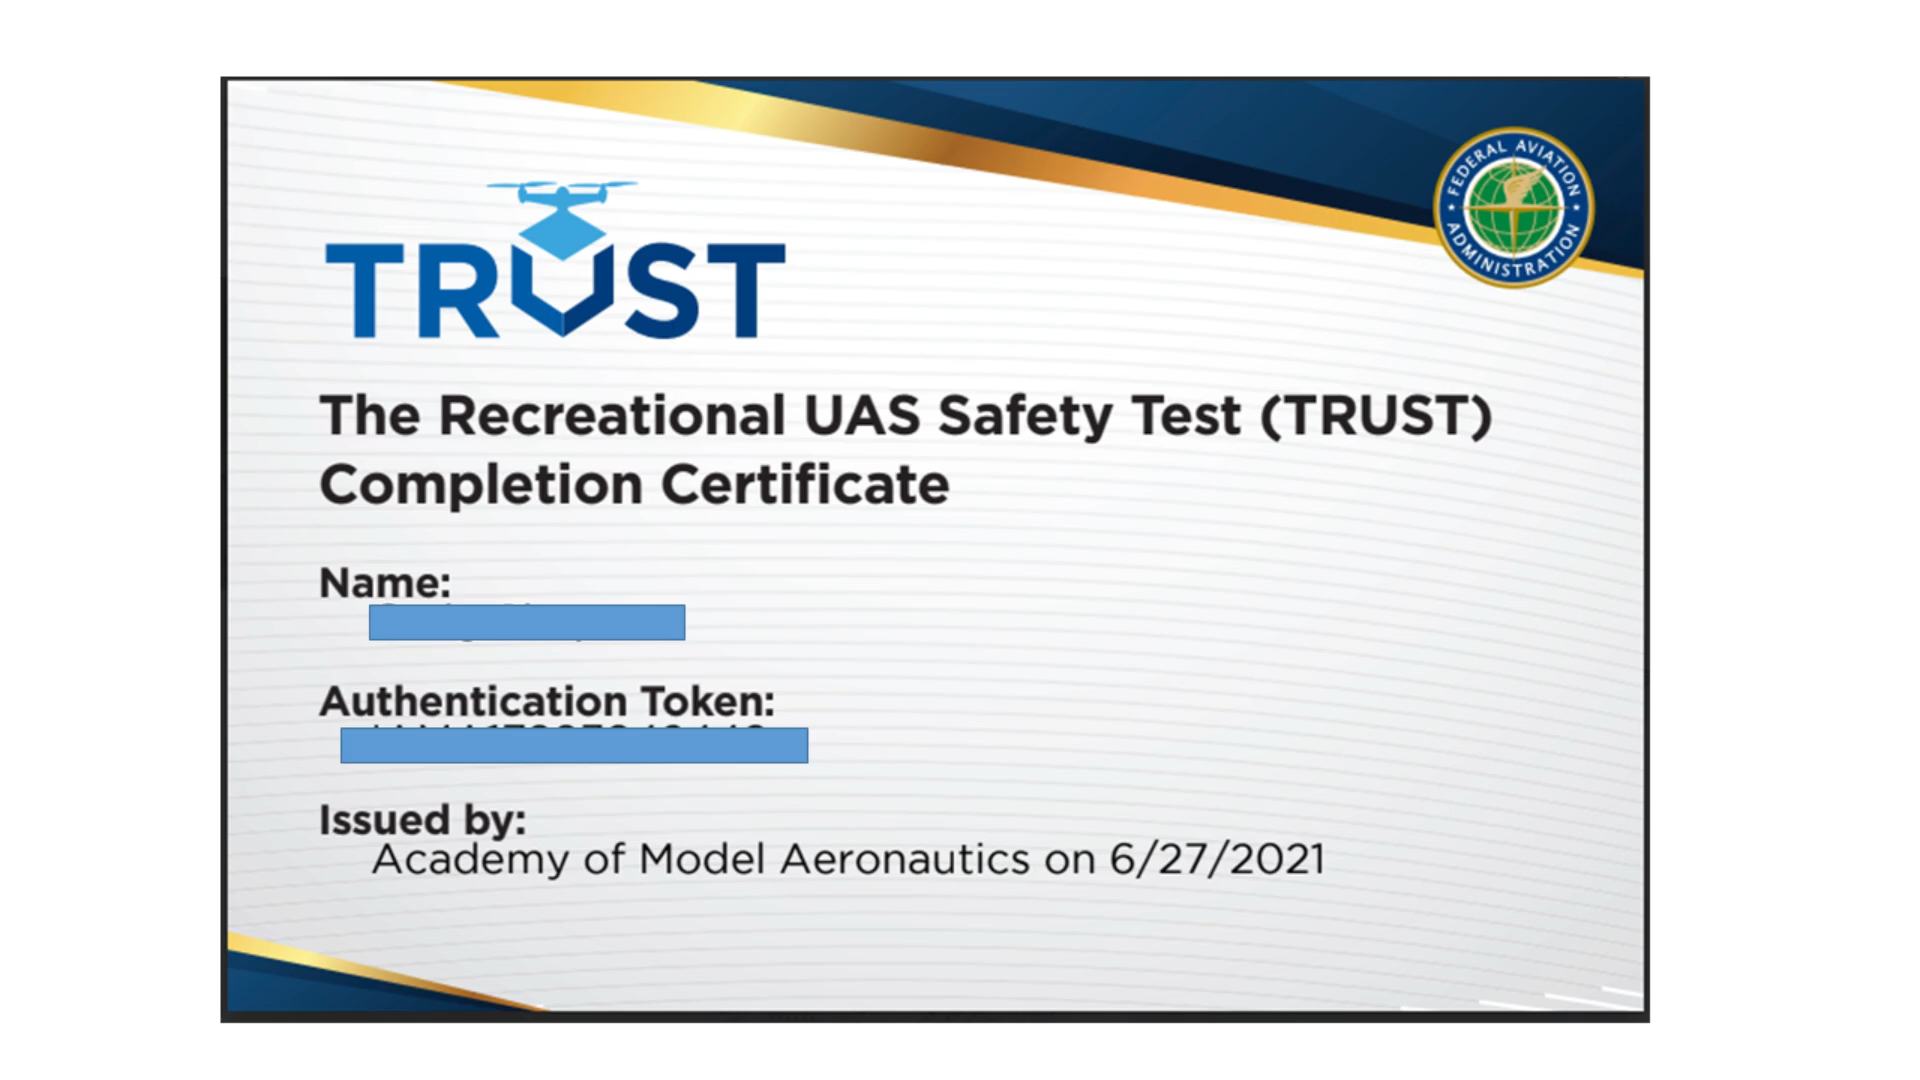 FEDERAL AVIATION
ADMINISTRATION
TRUST
The Recreational UAS Safety Test (TRUST)
Completion Certificate
Name:
Authentication Token:
Issued by:
Academy of Model Aeronautics on 6/27/2021